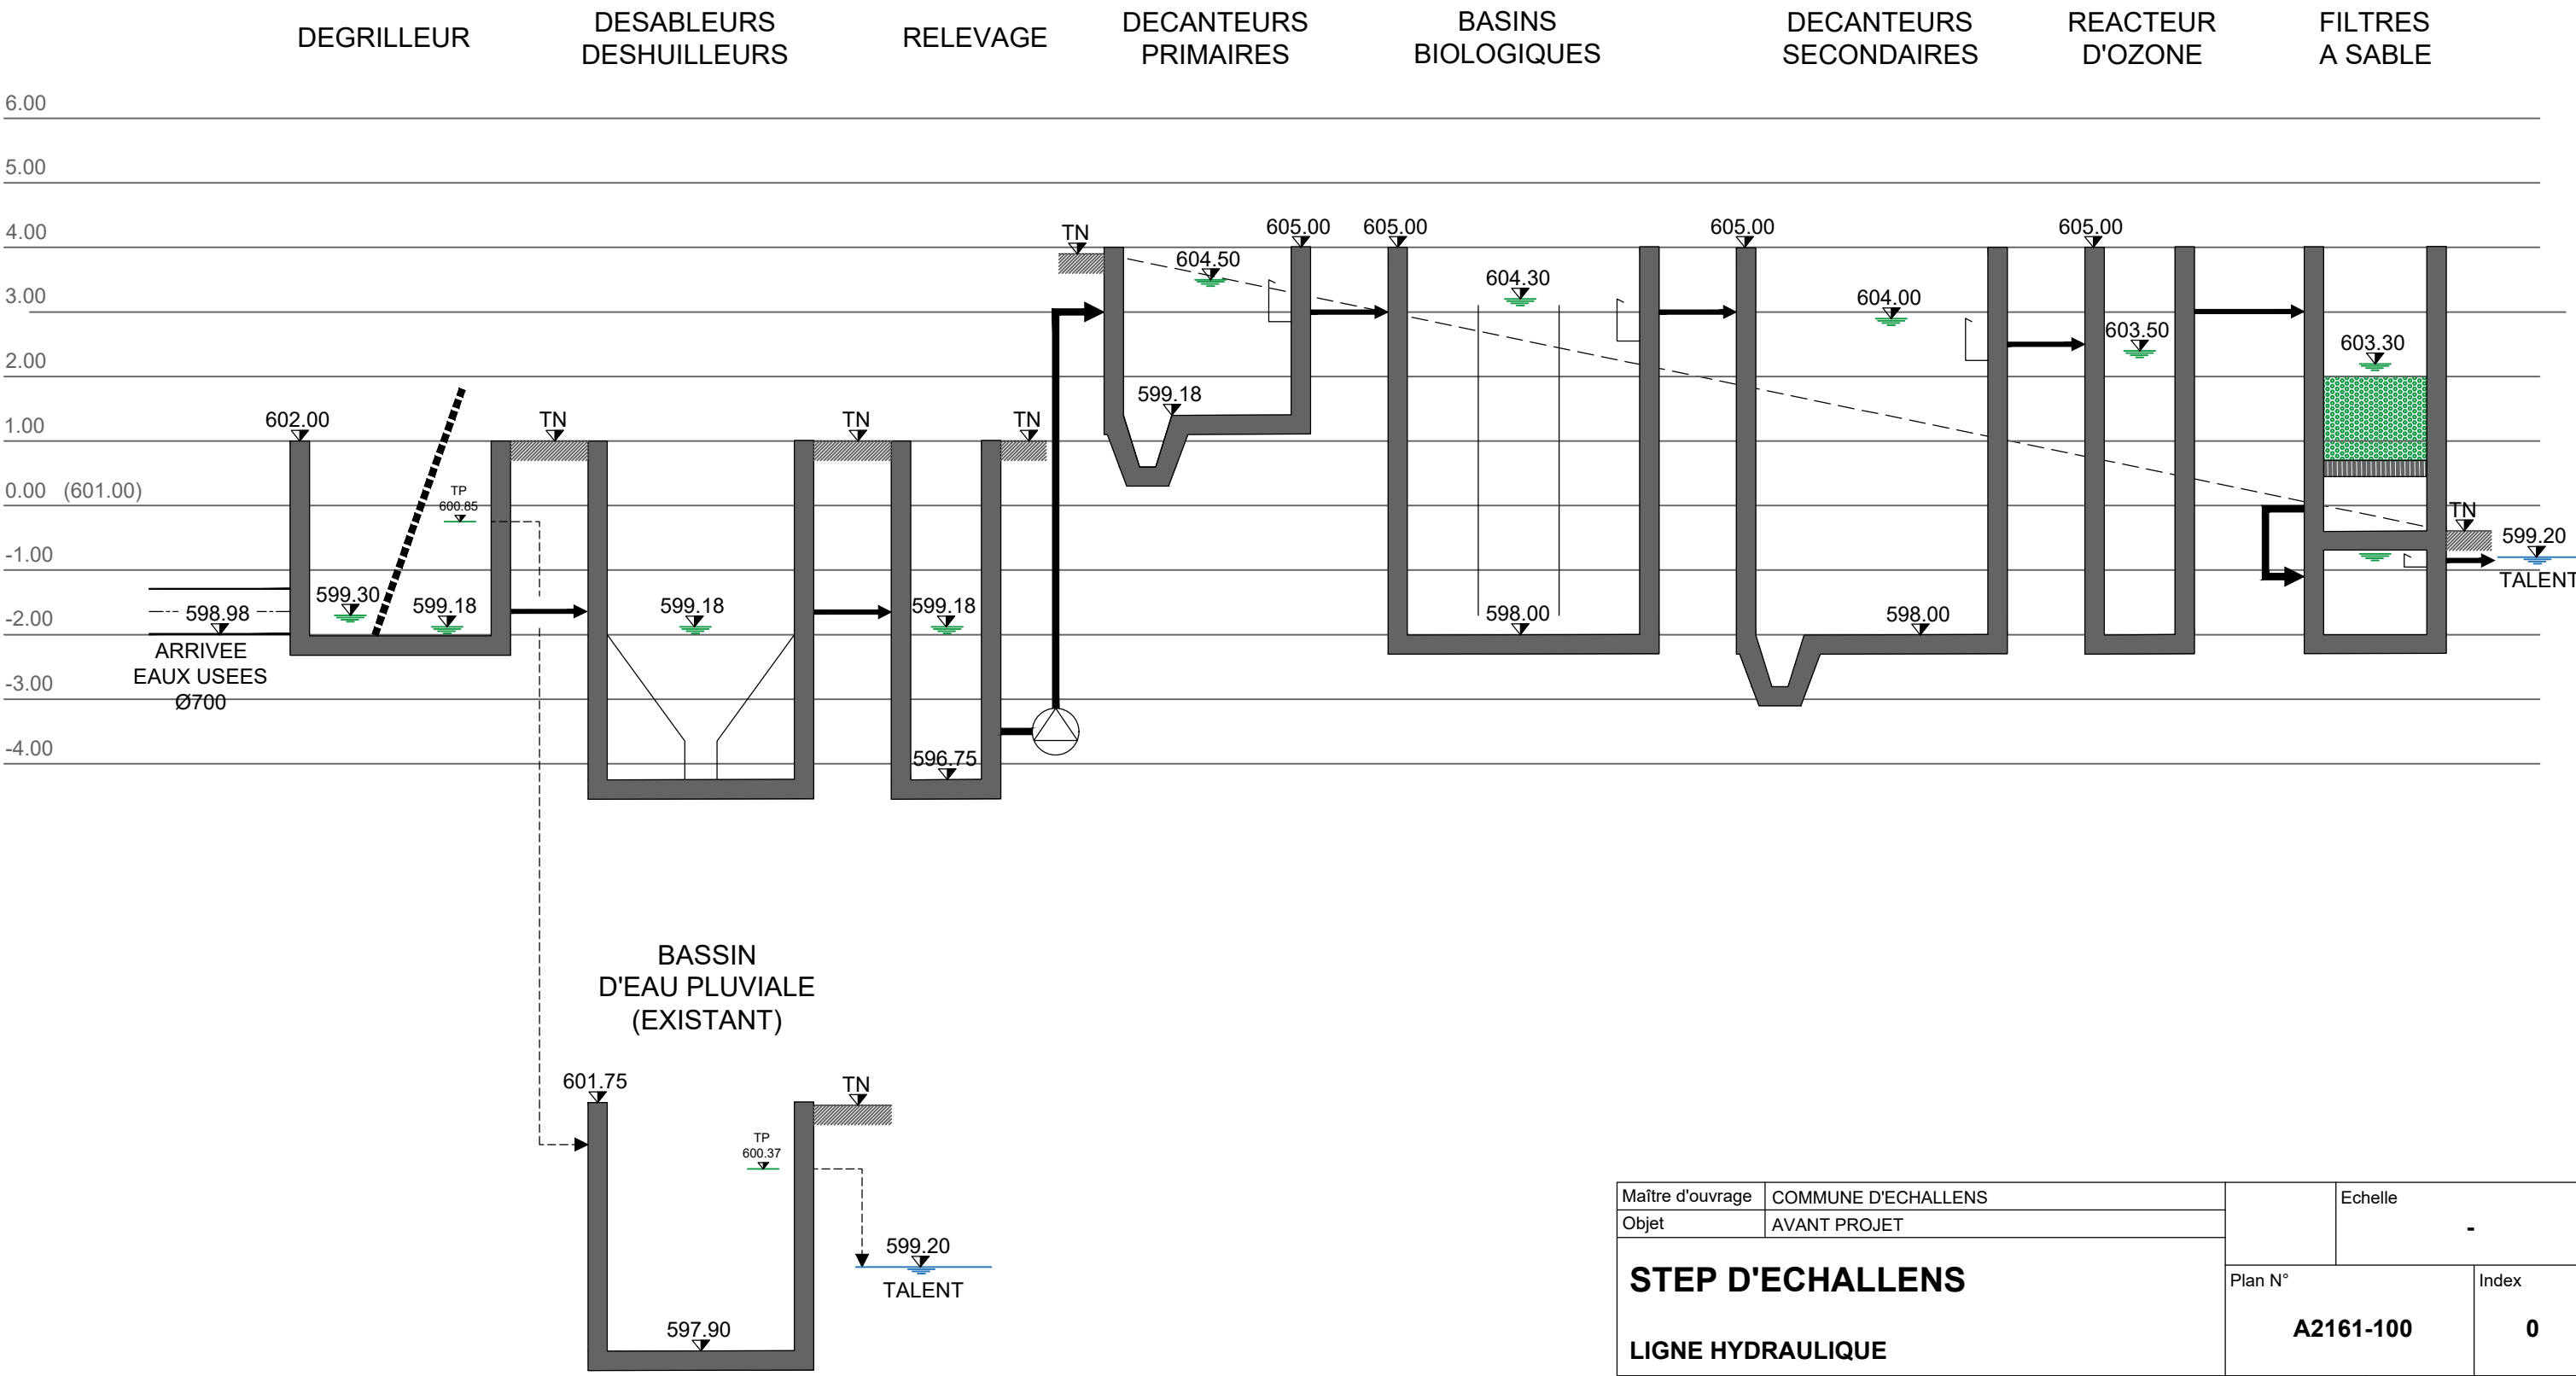 DEGRILLEUR
DESABLEURS
DESHUILLEURS
RELEVAGE
DECANTEURS
PRIMAIRES
BASINS
BIOLOGIQUES
DECANTEURS
SECONDAIRES
REACTEUR
D'OZONE
FILTRES
A SABLE
6.00
5.00
4.00
3.00
2.00
1.00
0.00 (601.00)
-1.00
-2.00
-3.00
-4.00
598.98
ARRIVEE
EAUX USEES
Ø700
602.00
599.30
599.18
TP
600.85
TN
599.18
TN
599.18
596.75
TN
TN
604.50
605.00
599.18
605.00
604.30
598.00
605.00
604.00
598.00
605.00
603.50
603.30
TN
599.20
TALENT
BASSIN
D'EAU PLUVIALE
(EXISTANT)
601.75
TN
TP
600.37
599.20
TALENT
597.90
Maître d'ouvrage COMMUNE D'ECHALLENS
Objet AVANT PROJET
STEP D'ECHALLENS
LIGNE HYDRAULIQUE
Echelle
-
Plan N°
A2161-100
Index
0